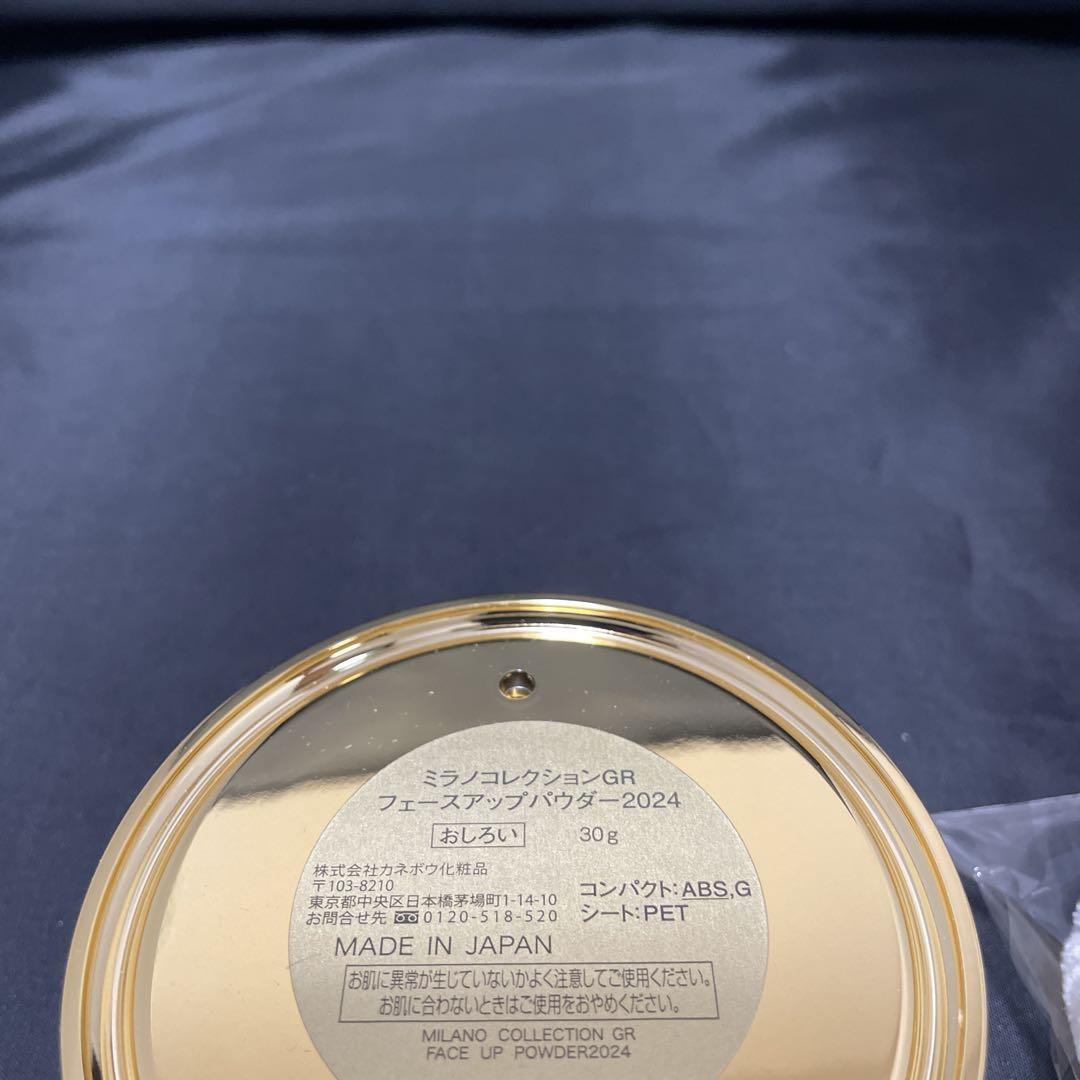 ミラノコレクションGR
フェースアップパウダー2024
おしろい 30g
株式会社カネボウ化粧品
〒103-8210
東京都中央区日本橋茅場町1-14-10
お問合せ先 0120-518-520
コンパクト:ABS,G
シート:PET
MADE IN JAPAN
お肌に異常が生じていないかよく注意してご使用ください。
お肌に合わないときはご使用をおやめください。
MILANO COLLECTION GR
FACE UP POWDER2024